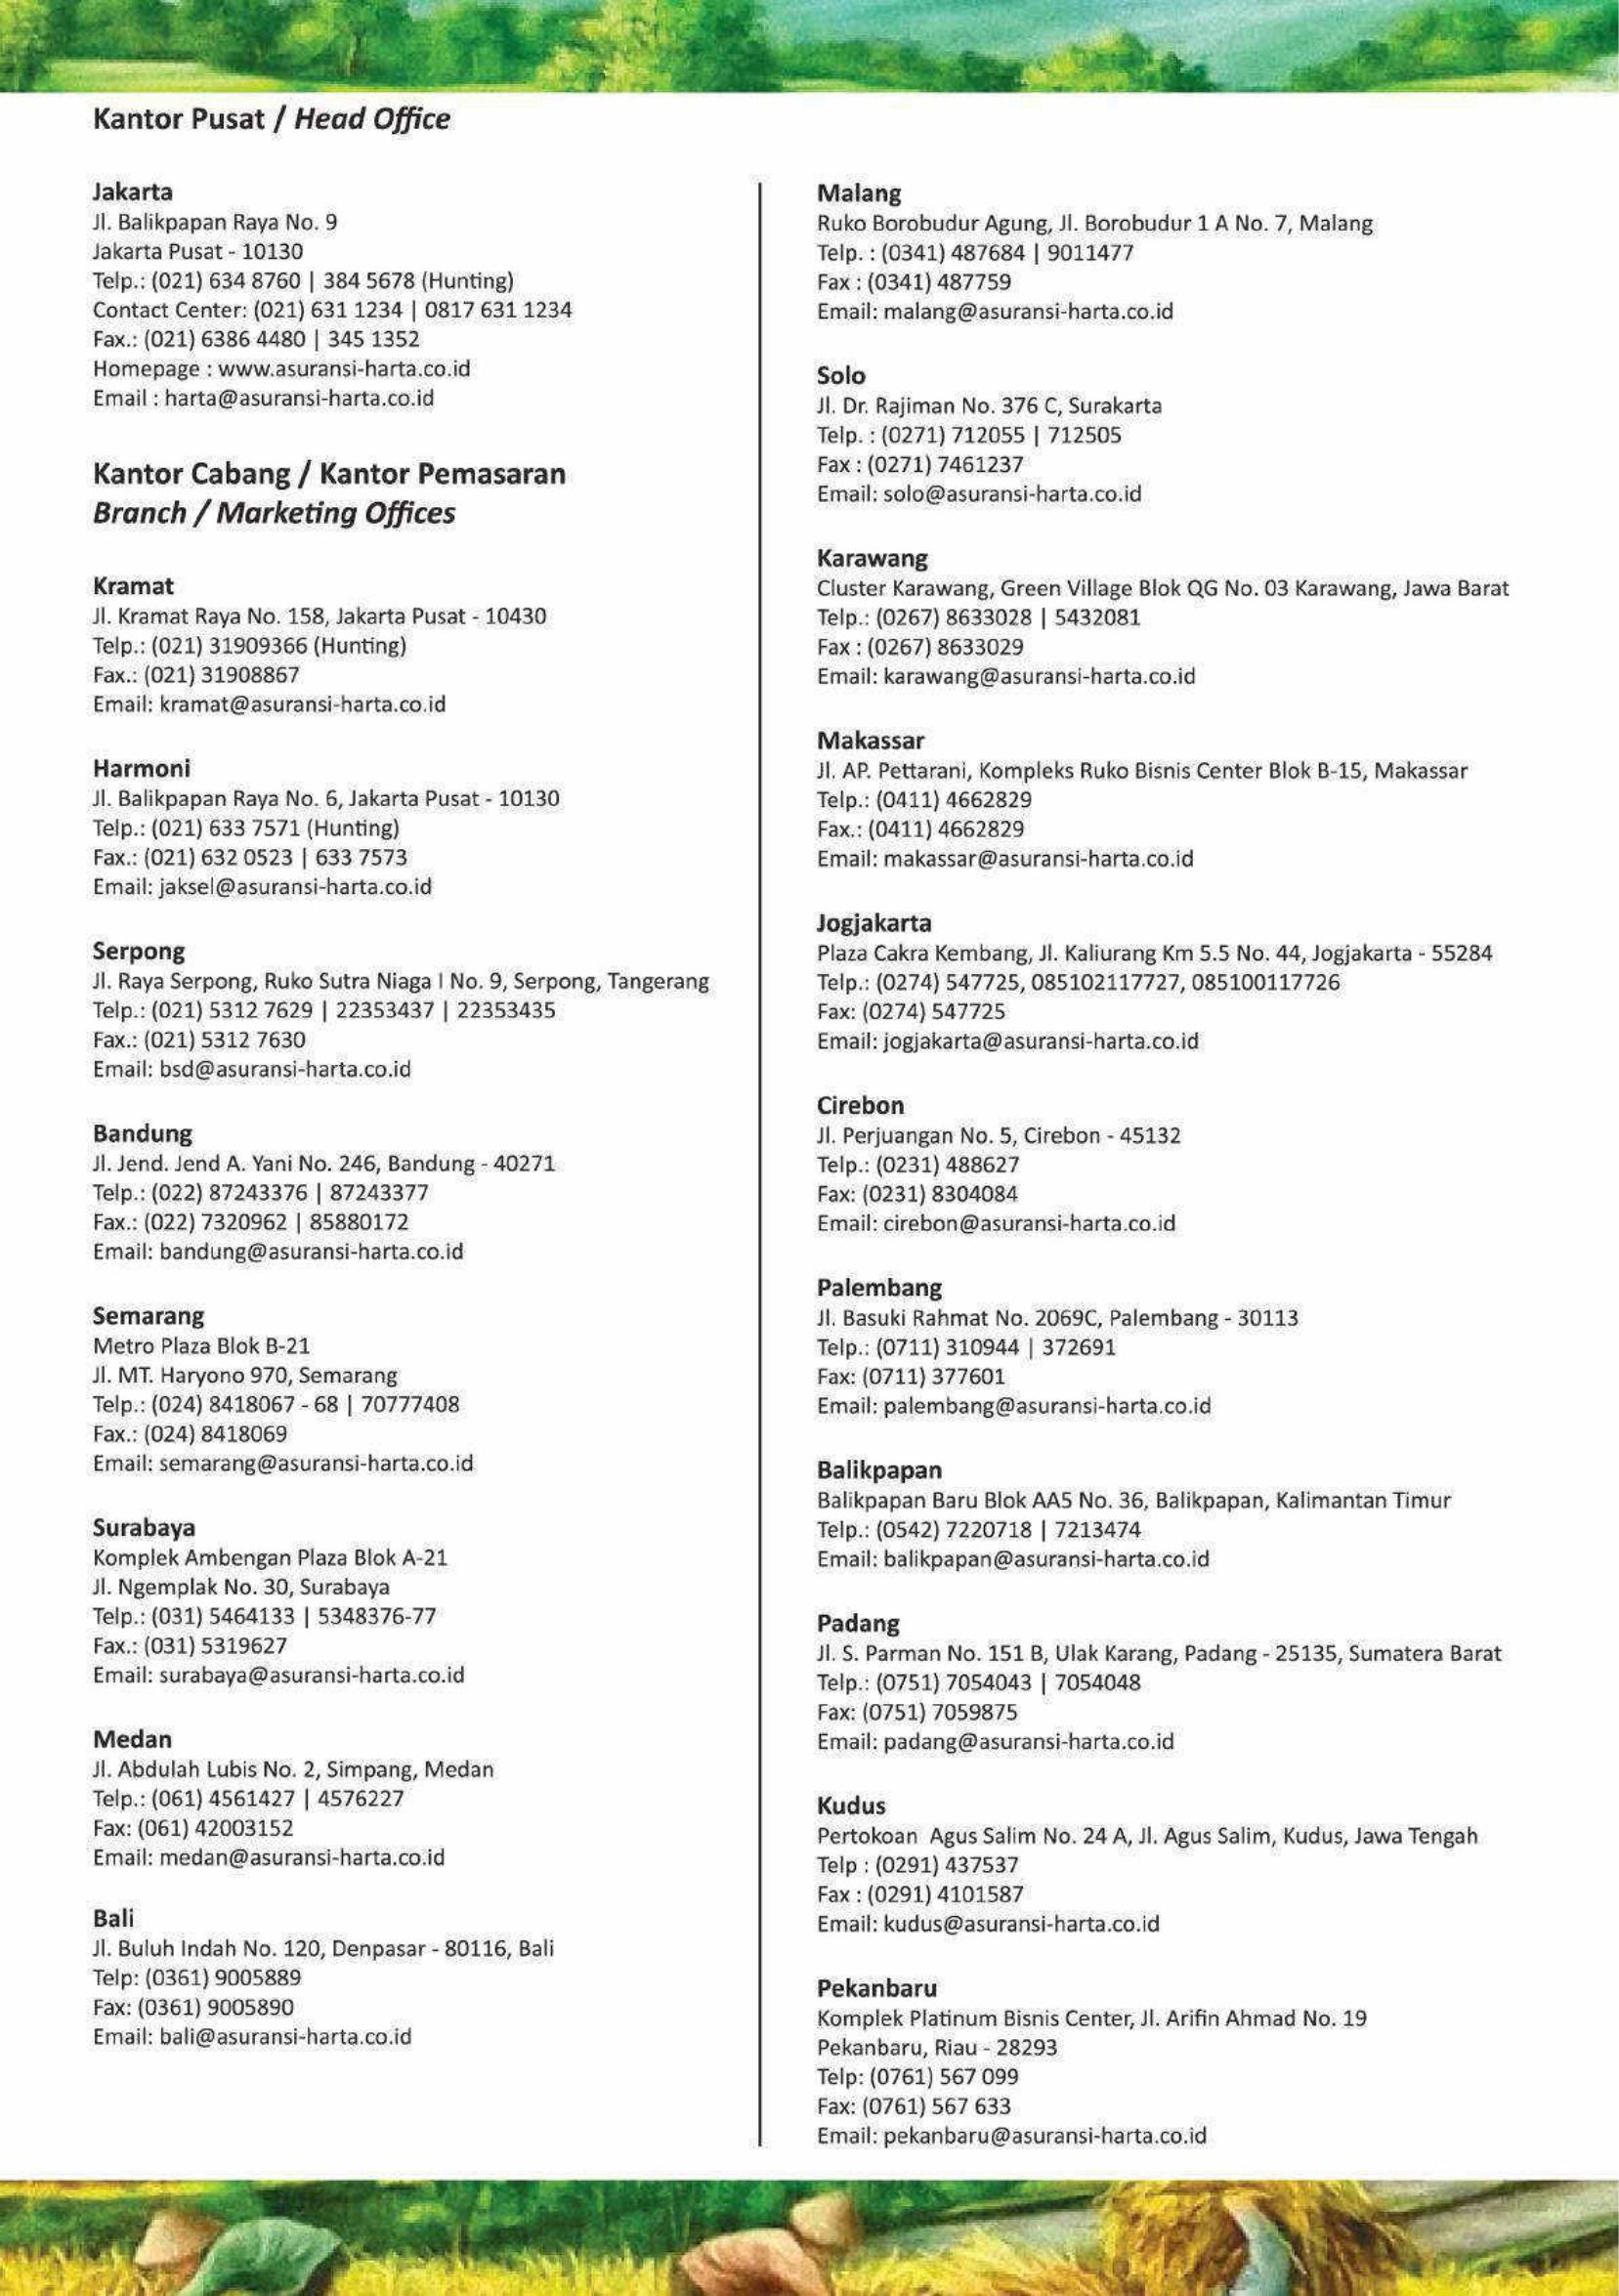 Kantor Pusat / Head Office
Jakarta
Jl. Balikpapan Raya No. 9
Jakarta Pusat - 10130
Telp.: (021) 634 8760 | 384 5678 (Hunting)
Contact Center: (021) 631 1234 | 0817 631 1234
Fax.: (021) 6386 4480 | 345 1352
Homepage : www.asuransi-harta.co.id
Email : harta@asuransi-harta.co.id
Kantor Cabang / Kantor Pemasaran
Branch / Marketing Offices
Kramat
Jl. Kramat Raya No. 158, Jakarta Pusat - 10430
Telp.: (021) 31909366 (Hunting)
Fax.: (021) 31908867
Email: kramat@asuransi-harta.co.id
Harmoni
Jl. Balikpapan Raya No. 6, Jakarta Pusat - 10130
Telp.: (021) 633 7571 (Hunting)
Fax.: (021) 632 0523 | 633 7573
Email: jaksel@asuransi-harta.co.id
Serpong
Jl. Raya Serpong, Ruko Sutra Niaga I No. 9, Serpong, Tangerang
Telp.: (021) 5312 7629 | 22353437 | 22353435
Fax.: (021) 5312 7630
Email: bsd@asuransi-harta.co.id
Bandung
Jl. Jend. Jend A. Yani No. 246, Bandung - 40271
Telp.: (022) 87243376 | 87243377
Fax.: (022) 7320962 | 85880172
Email: bandung@asuransi-harta.co.id
Semarang
Metro Plaza Blok B-21
Jl. MT. Haryono 970, Semarang
Telp.: (024) 8418067 - 68 | 70777408
Fax.: (024) 8418069
Email: semarang@asuransi-harta.co.id
Surabaya
Komplek Ambengan Plaza Blok A-21
Jl. Ngemplak No. 30, Surabaya
Telp.: (031) 5464133 | 5348376-77
Fax.: (031) 5319627
Email: surabaya@asuransi-harta.co.id
Medan
Jl. Abdulah Lubis No. 2, Simpang, Medan
Telp.: (061) 4561427 | 4576227
Fax: (061) 42003152
Email: medan@asuransi-harta.co.id
Bali
Jl. Buluh Indah No. 120, Denpasar - 80116, Bali
Telp: (0361) 9005889
Fax: (0361) 9005890
Email: bali@asuransi-harta.co.id
Malang
Ruko Borobudur Agung, Jl. Borobudur 1 A No. 7, Malang
Telp. : (0341) 487684 | 9011477
Fax : (0341) 487759
Email: malang@asuransi-harta.co.id
Solo
Jl. Dr. Rajiman No. 376 C, Surakarta
Telp. : (0271) 712055 | 712505
Fax : (0271) 7461237
Email: solo@asuransi-harta.co.id
Karawang
Cluster Karawang, Green Village Blok QG No. 03 Karawang, Jawa Barat
Telp.: (0267) 8633028 | 5432081
Fax : (0267) 8633029
Email: karawang@asuransi-harta.co.id
Makassar
Jl. AP. Pettarani, Kompleks Ruko Bisnis Center Blok B-15, Makassar
Telp.: (0411) 4662829
Fax.: (0411) 4662829
Email: makassar@asuransi-harta.co.id
Jogjakarta
Plaza Cakra Kembang, Jl. Kaliurang Km 5.5 No. 44, Jogjakarta - 55284
Telp.: (0274) 547725, 085102117727, 085100117726
Fax: (0274) 547725
Email: jogjakarta@asuransi-harta.co.id
Cirebon
Jl. Perjuangan No. 5, Cirebon - 45132
Telp.: (0231) 488627
Fax: (0231) 8304084
Email: cirebon@asuransi-harta.co.id
Palembang
Jl. Basuki Rahmat No. 2069C, Palembang - 30113
Telp.: (0711) 310944 | 372691
Fax: (0711) 377601
Email: palembang@asuransi-harta.co.id
Balikpapan
Balikpapan Baru Blok AA5 No. 36, Balikpapan, Kalimantan Timur
Telp.: (0542) 7220718 | 7213474
Email: balikpapan@asuransi-harta.co.id
Padang
Jl. S. Parman No. 151 B, Ulak Karang, Padang - 25135, Sumatera Barat
Telp.: (0751) 7054043 | 7054048
Fax: (0751) 7059875
Email: padang@asuransi-harta.co.id
Kudus
Pertokoan Agus Salim No. 24 A, Jl. Agus Salim, Kudus, Jawa Tengah
Telp : (0291) 437537
Fax : (0291) 4101587
Email: kudus@asuransi-harta.co.id
Pekanbaru
Komplek Platinum Bisnis Center, Jl. Arifin Ahmad No. 19
Pekanbaru, Riau - 28293
Telp: (0761) 567 099
Fax: (0761) 567 633
Email: pekanbaru@asuransi-harta.co.id